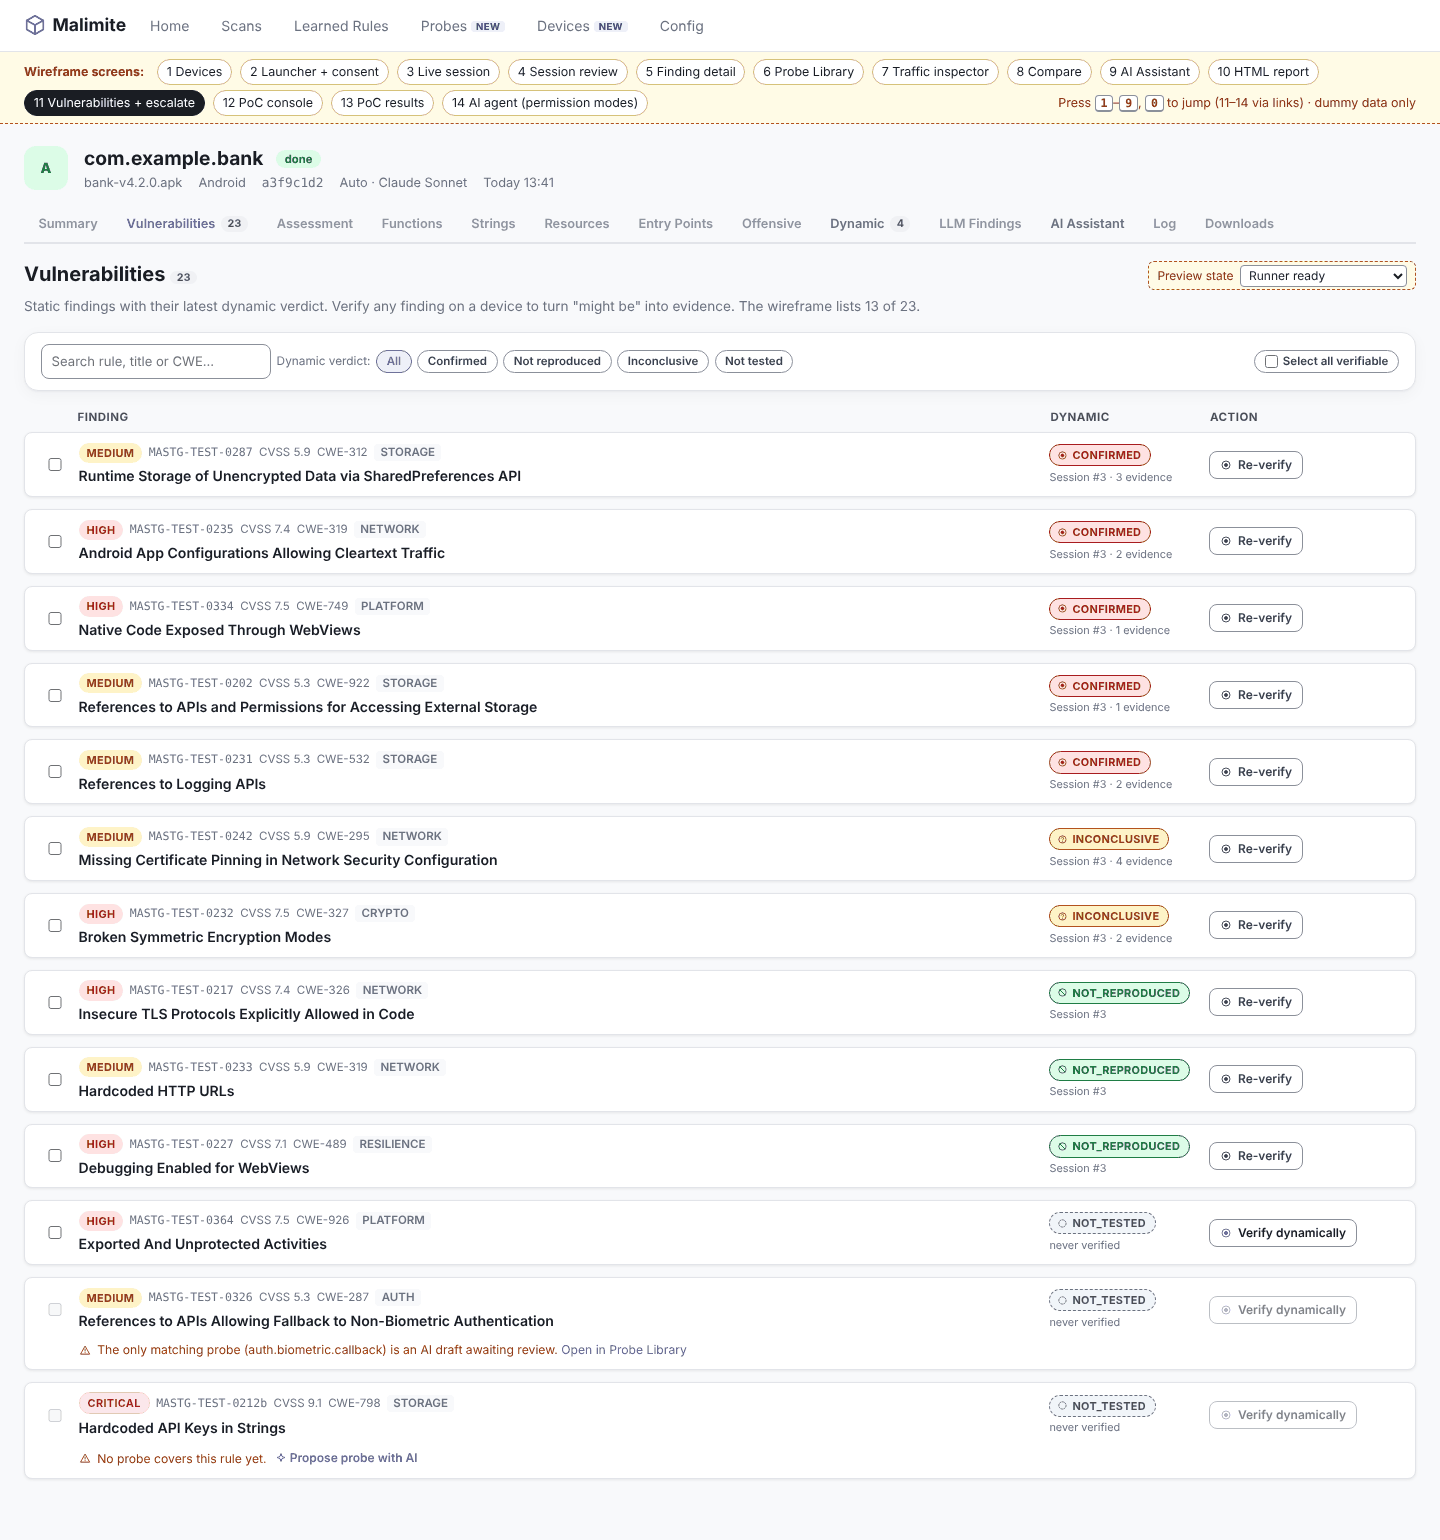 Malimite Home Scans Learned Rules Probes NEW Devices NEW Config
Wireframe screens: 1 Devices 2 Launcher + consent 3 Live session 4 Session review 5 Finding detail 6 Probe Library 7 Traffic inspector 8 Compare 9 AI Assistant 10 HTML report
11 Vulnerabilities + escalate 12 PoC console 13 PoC results 14 AI agent (permission modes) Press 1–9, 0 to jump (11–14 via links) · dummy data only
A
com.example.bank done
bank-v4.2.0.apk Android a3f9c1d2 Auto · Claude Sonnet Today 13:41
Summary Vulnerabilities 23 Assessment Functions Strings Resources Entry Points Offensive Dynamic 4 LLM Findings AI Assistant Log Downloads
Vulnerabilities 23 Preview state Runner ready
Static findings with their latest dynamic verdict. Verify any finding on a device to turn "might be" into evidence. The wireframe lists 13 of 23.
Search rule, title or CWE... Dynamic verdict: All Confirmed Not reproduced Inconclusive Not tested Select all verifiable
FINDING DYNAMIC ACTION
MEDIUM MASTG-TEST-0287 CVSS 5.9 CWE-312 STORAGE CONFIRMED Re-verify
Runtime Storage of Unencrypted Data via SharedPreferences API Session #3 · 3 evidence
HIGH MASTG-TEST-0235 CVSS 7.4 CWE-319 NETWORK CONFIRMED Re-verify
Android App Configurations Allowing Cleartext Traffic Session #3 · 2 evidence
HIGH MASTG-TEST-0334 CVSS 7.5 CWE-749 PLATFORM CONFIRMED Re-verify
Native Code Exposed Through WebViews Session #3 · 1 evidence
MEDIUM MASTG-TEST-0202 CVSS 5.3 CWE-922 STORAGE CONFIRMED Re-verify
References to APIs and Permissions for Accessing External Storage Session #3 · 1 evidence
MEDIUM MASTG-TEST-0231 CVSS 5.3 CWE-532 STORAGE CONFIRMED Re-verify
References to Logging APIs Session #3 · 2 evidence
MEDIUM MASTG-TEST-0242 CVSS 5.9 CWE-295 NETWORK INCONCLUSIVE Re-verify
Missing Certificate Pinning in Network Security Configuration Session #3 · 4 evidence
HIGH MASTG-TEST-0232 CVSS 7.5 CWE-327 CRYPTO INCONCLUSIVE Re-verify
Broken Symmetric Encryption Modes Session #3 · 2 evidence
HIGH MASTG-TEST-0217 CVSS 7.4 CWE-326 NETWORK NOT_REPRODUCED Re-verify
Insecure TLS Protocols Explicitly Allowed in Code Session #3
MEDIUM MASTG-TEST-0233 CVSS 5.9 CWE-319 NETWORK NOT_REPRODUCED Re-verify
Hardcoded HTTP URLs Session #3
HIGH MASTG-TEST-0227 CVSS 7.1 CWE-489 RESILIENCE NOT_REPRODUCED Re-verify
Debugging Enabled for WebViews Session #3
HIGH MASTG-TEST-0364 CVSS 7.5 CWE-926 PLATFORM NOT_TESTED Verify dynamically
Exported And Unprotected Activities never verified
MEDIUM MASTG-TEST-0326 CVSS 5.3 CWE-287 AUTH NOT_TESTED Verify dynamically
References to APIs Allowing Fallback to Non-Biometric Authentication never verified
The only matching probe (auth.biometric.callback) is an AI draft awaiting review. Open in Probe Library
CRITICAL MASTG-TEST-0212b CVSS 9.1 CWE-798 STORAGE NOT_TESTED Verify dynamically
Hardcoded API Keys in Strings never verified
No probe covers this rule yet. Propose probe with AI